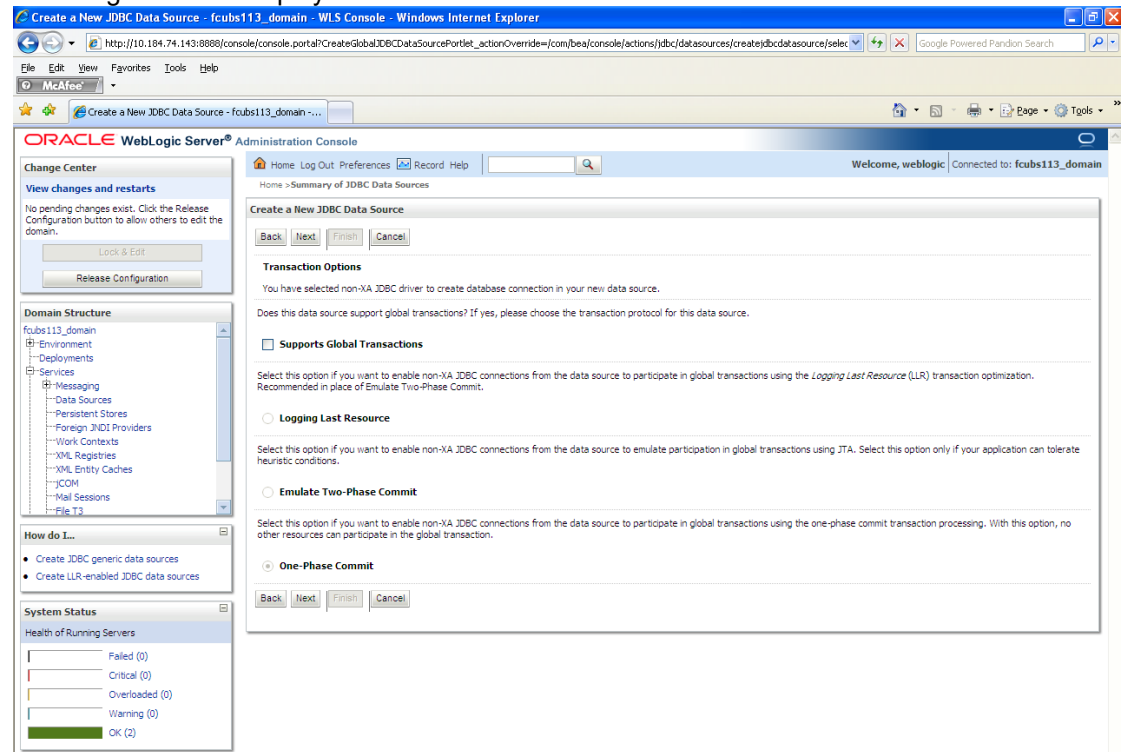 Create a New JDBC Data Source - fcubs113_domain - WLS Console - Windows Internet Explorer
http://10.184.74.143:8888/console/console.portal?CreateGlobalJDBCDataSourcePortlet_actionOverride=/com/bea/console/actions/jdbc/datasources/createjdbcdatasource/selec
Google Powered Pandion Search
File Edit View Favorites Tools Help
McAfee
Create a New JDBC Data Source - fcubs113_domain -...
Page Tools
ORACLE WebLogic Server® Administration Console
Change Center
View changes and restarts
No pending changes exist. Click the Release
Configuration button to allow others to edit the
domain.
Lock & Edit
Release Configuration
Domain Structure
fcubs113_domain
Environment
Deployments
Services
Messaging
Data Sources
Persistent Stores
Foreign JNDI Providers
Work Contexts
XML Registries
XML Entity Caches
jCOM
Mail Sessions
File T3
How do I...
Create JDBC generic data sources
Create LLR-enabled JDBC data sources
System Status
Health of Running Servers
Failed (0)
Critical (0)
Overloaded (0)
Warning (0)
OK (2)
Home Log Out Preferences Record Help
Welcome, weblogic Connected to: fcubs113_domain
Home >Summary of JDBC Data Sources
Create a New JDBC Data Source
Back Next Finish Cancel
Transaction Options
You have selected non-XA JDBC driver to create database connection in your new data source.
Does this data source support global transactions? If yes, please choose the transaction protocol for this data source.
Supports Global Transactions
Select this option if you want to enable non-XA JDBC connections from the data source to participate in global transactions using the Logging Last Resource (LLR) transaction optimization.
Recommended in place of Emulate Two-Phase Commit.
Logging Last Resource
Select this option if you want to enable non-XA JDBC connections from the data source to emulate participation in global transactions using JTA. Select this option only if your application can tolerate
heuristic conditions.
Emulate Two-Phase Commit
Select this option if you want to enable non-XA JDBC connections from the data source to participate in global transactions using the one-phase commit transaction processing. With this option, no
other resources can participate in the global transaction.
One-Phase Commit
Back Next Finish Cancel